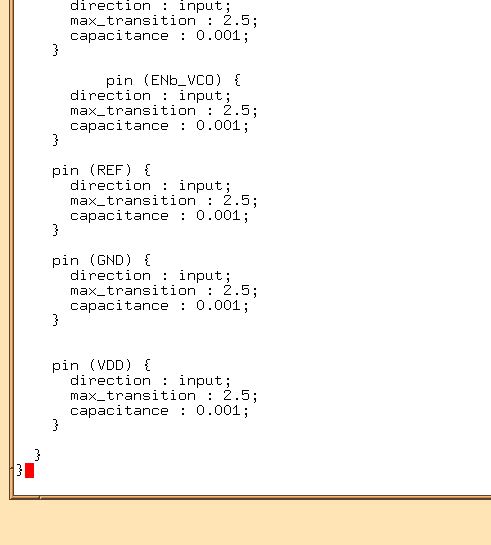 direction : input;
max_transition : 2.5;
capacitance : 0.001;
}
pin (ENb_VCO) {
direction : input;
max_transition : 2.5;
capacitance : 0.001;
}
pin (REF) {
direction : input;
max_transition : 2.5;
capacitance : 0.001;
}
pin (GND) {
direction : input;
max_transition : 2.5;
capacitance : 0.001;
}
pin (VDD) {
direction : input;
max_transition : 2.5;
capacitance : 0.001;
}
}
}